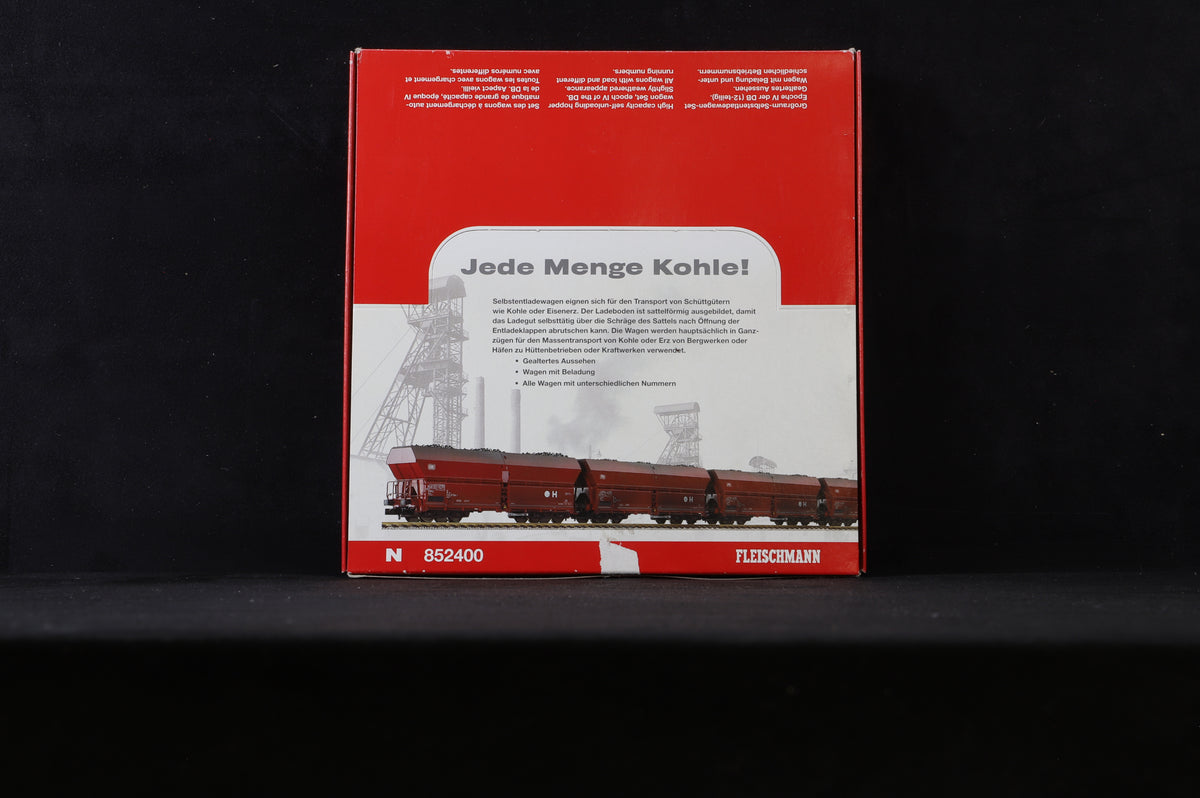 Großraum-Selbstentladewagen-Set
Epoche IV der DB (12-teilig).
Gealtertes Aussehen.
Wagen mit Beladung und unter-
schiedlichen Betriebsnummern.
High capacity self-unloading hopper
wagon set, epoch IV of the DB.
Slightly weathered appearance.
All wagons with load and different
running numbers.
Set des wagons à déchargement auto-
matique de grande capacité, époque IV
de la DB. Aspect vieilli.
Toutes les wagons avec chargement et
avec numéros differentes.
Jede Menge Kohle!
Selbstentladewagen eignen sich für den Transport von Schüttgütern
wie Kohle oder Eisenerz. Der Ladeboden ist sattelförmig ausgebildet, damit
das Ladegut selbsttätig über die Schräge des Sattels nach Öffnung der
Entladeklappen abrutschen kann. Die Wagen werden hauptsächlich in Ganz-
zügen für den Massentransport von Kohle oder Erz von Bergwerken oder
Häfen zu Hüttenbetrieben oder Kraftwerken verwendet.
• Gealtertes Aussehen
• Wagen mit Beladung
• Alle Wagen mit unterschiedlichen Nummern
H
H
H
N 852400 FLEISCHMANN